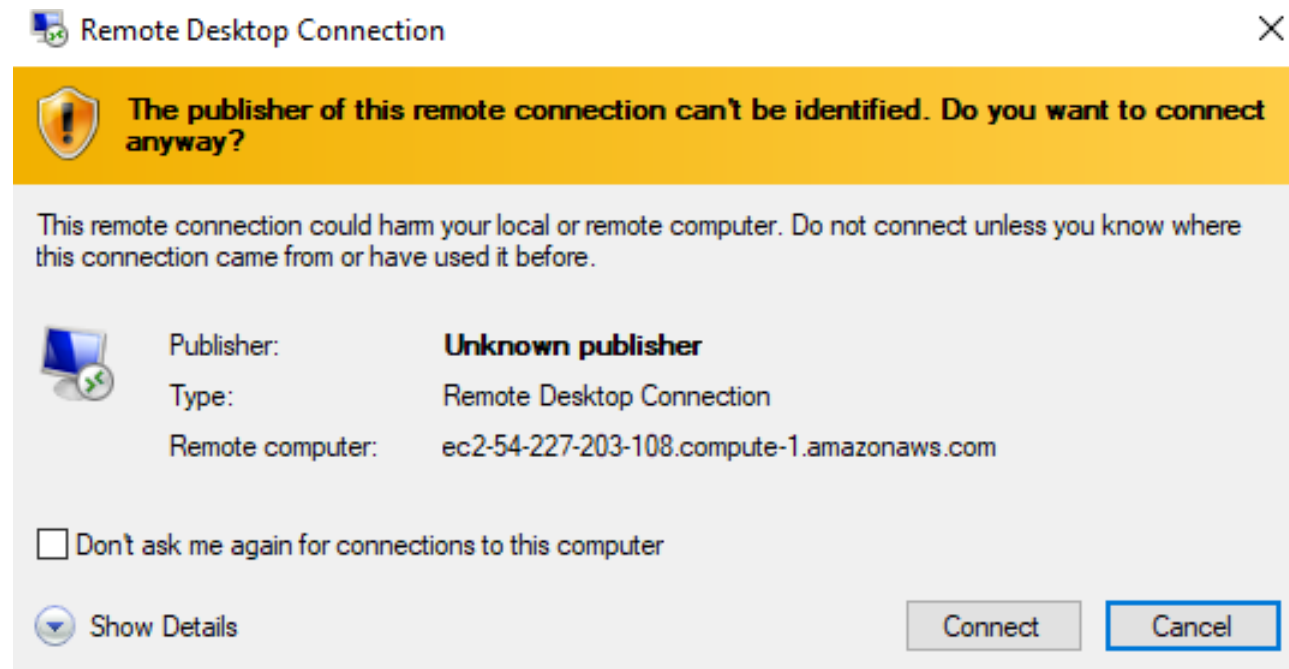 Remote Desktop Connection
The publisher of this remote connection can't be identified. Do you want to connect
anyway?
This remote connection could harm your local or remote computer. Do not connect unless you know where
this connection came from or have used it before.
Publisher: Unknown publisher
Type: Remote Desktop Connection
Remote computer: ec2-54-227-203-108.compute-1.amazonaws.com
Don't ask me again for connections to this computer
Show Details Connect Cancel